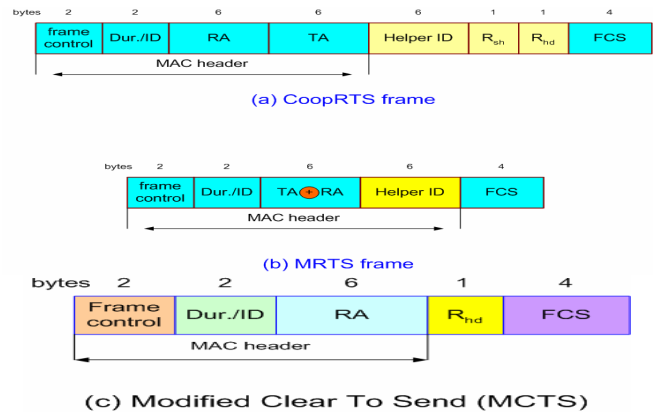 bytes 2 2 6 6 6 1 1 4
frame control Dur./ID RA TA Helper ID Rsh Rhd FCS
MAC header
(a) CoopRTS frame
bytes 2 2 6 6 4
frame control Dur./ID TA + RA Helper ID FCS
MAC header
(b) MRTS frame
bytes 2 2 6 1 4
Frame control Dur./ID RA Rhd FCS
MAC header
(c) Modified Clear To Send (MCTS)